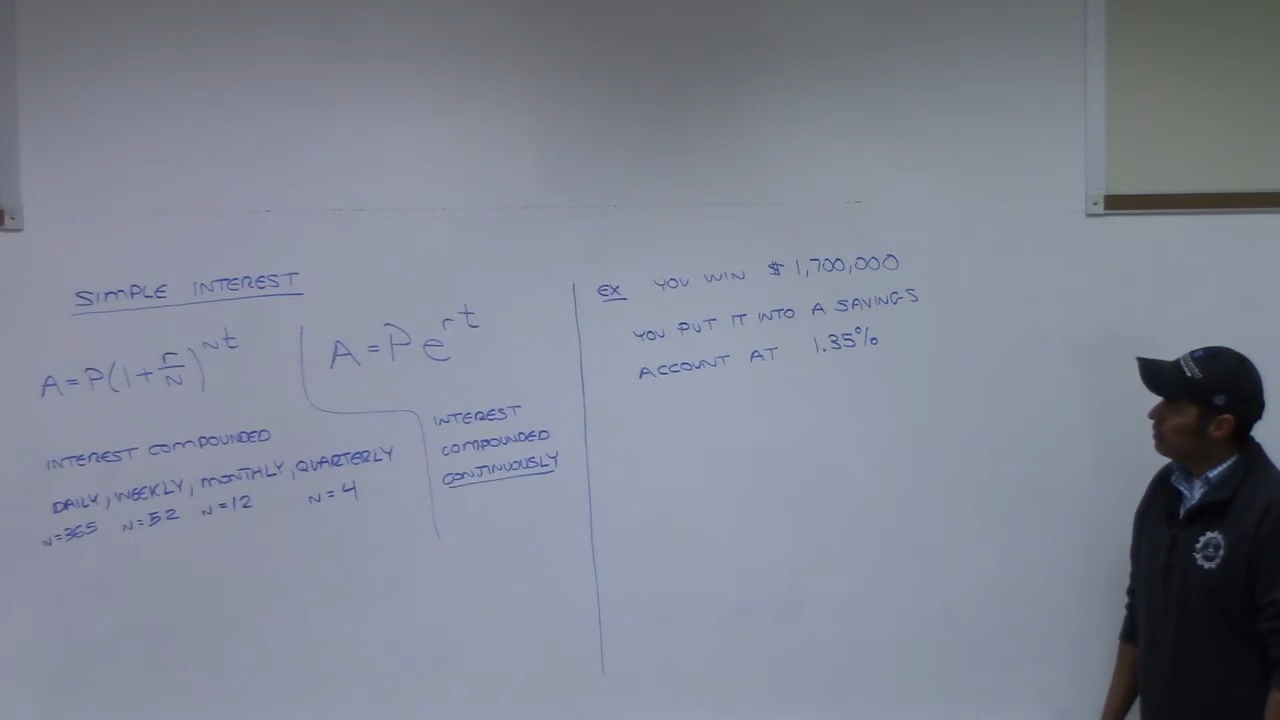 SIMPLE INTEREST
A=P(1+r/N)^Nt
A=Pe^rt
INTEREST COMPOUNDED
DAILY, WEEKLY, MONTHLY, QUARTERLY
N=365 N=52 N=12 N=4
INTEREST
COMPOUNDED
CONTINUOUSLY
EX YOU WIN $1,700,000
YOU PUT IT INTO A SAVINGS
ACCOUNT AT 1.35%